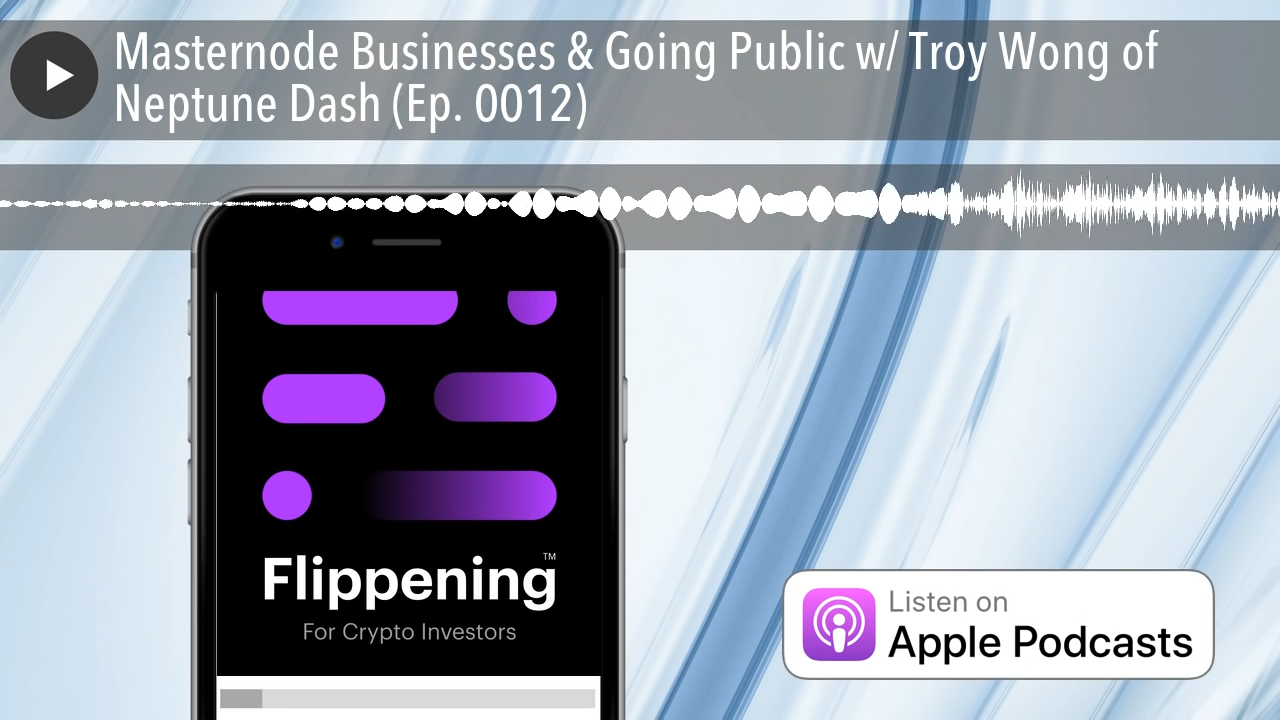 Masternode Businesses & Going Public w/ Troy Wong of
Neptune Dash (Ep. 0012)
Flippening™
For Crypto Investors
Listen on
Apple Podcasts